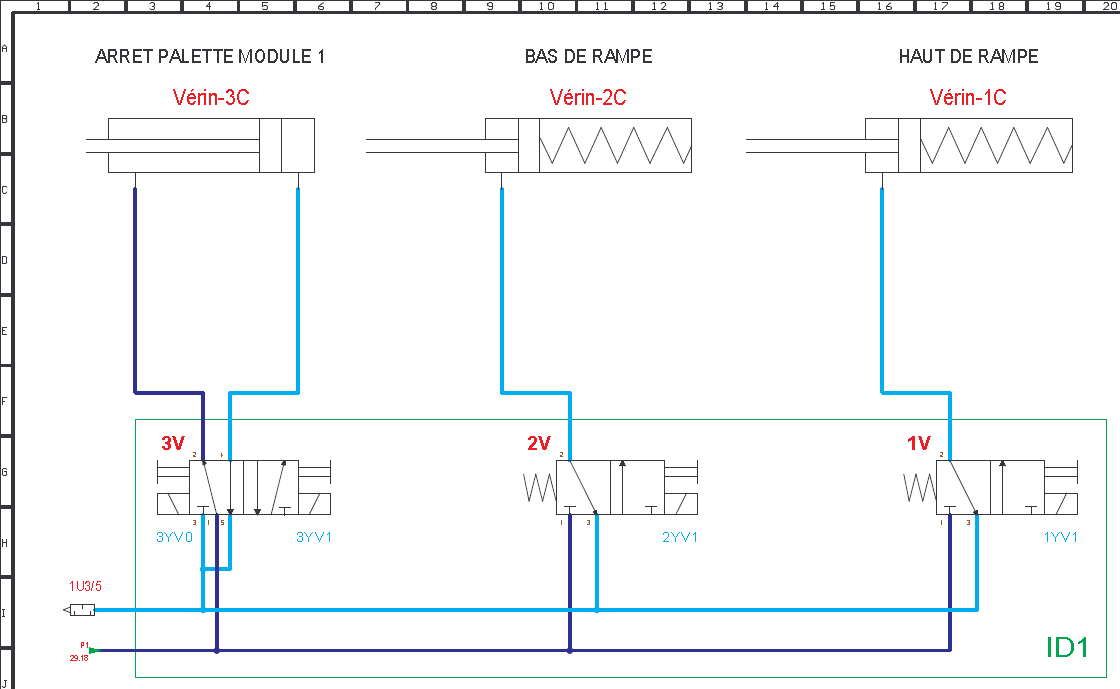 1 2 3 4 5 6 7 8 9 10 11 12 13 14 15 16 17 18 19 20
A
ARRET PALETTE MODULE 1 BAS DE RAMPE HAUT DE RAMPE
Vérin-3C Vérin-2C Vérin-1C
B
C
D
E
F
3V 2V 1V
2 4 2 2
G
3 1 5 1 3 1 3
3YV0 3YV1 2YV1 1YV1
H
1U3/5
I
P1
29.18
ID1
J